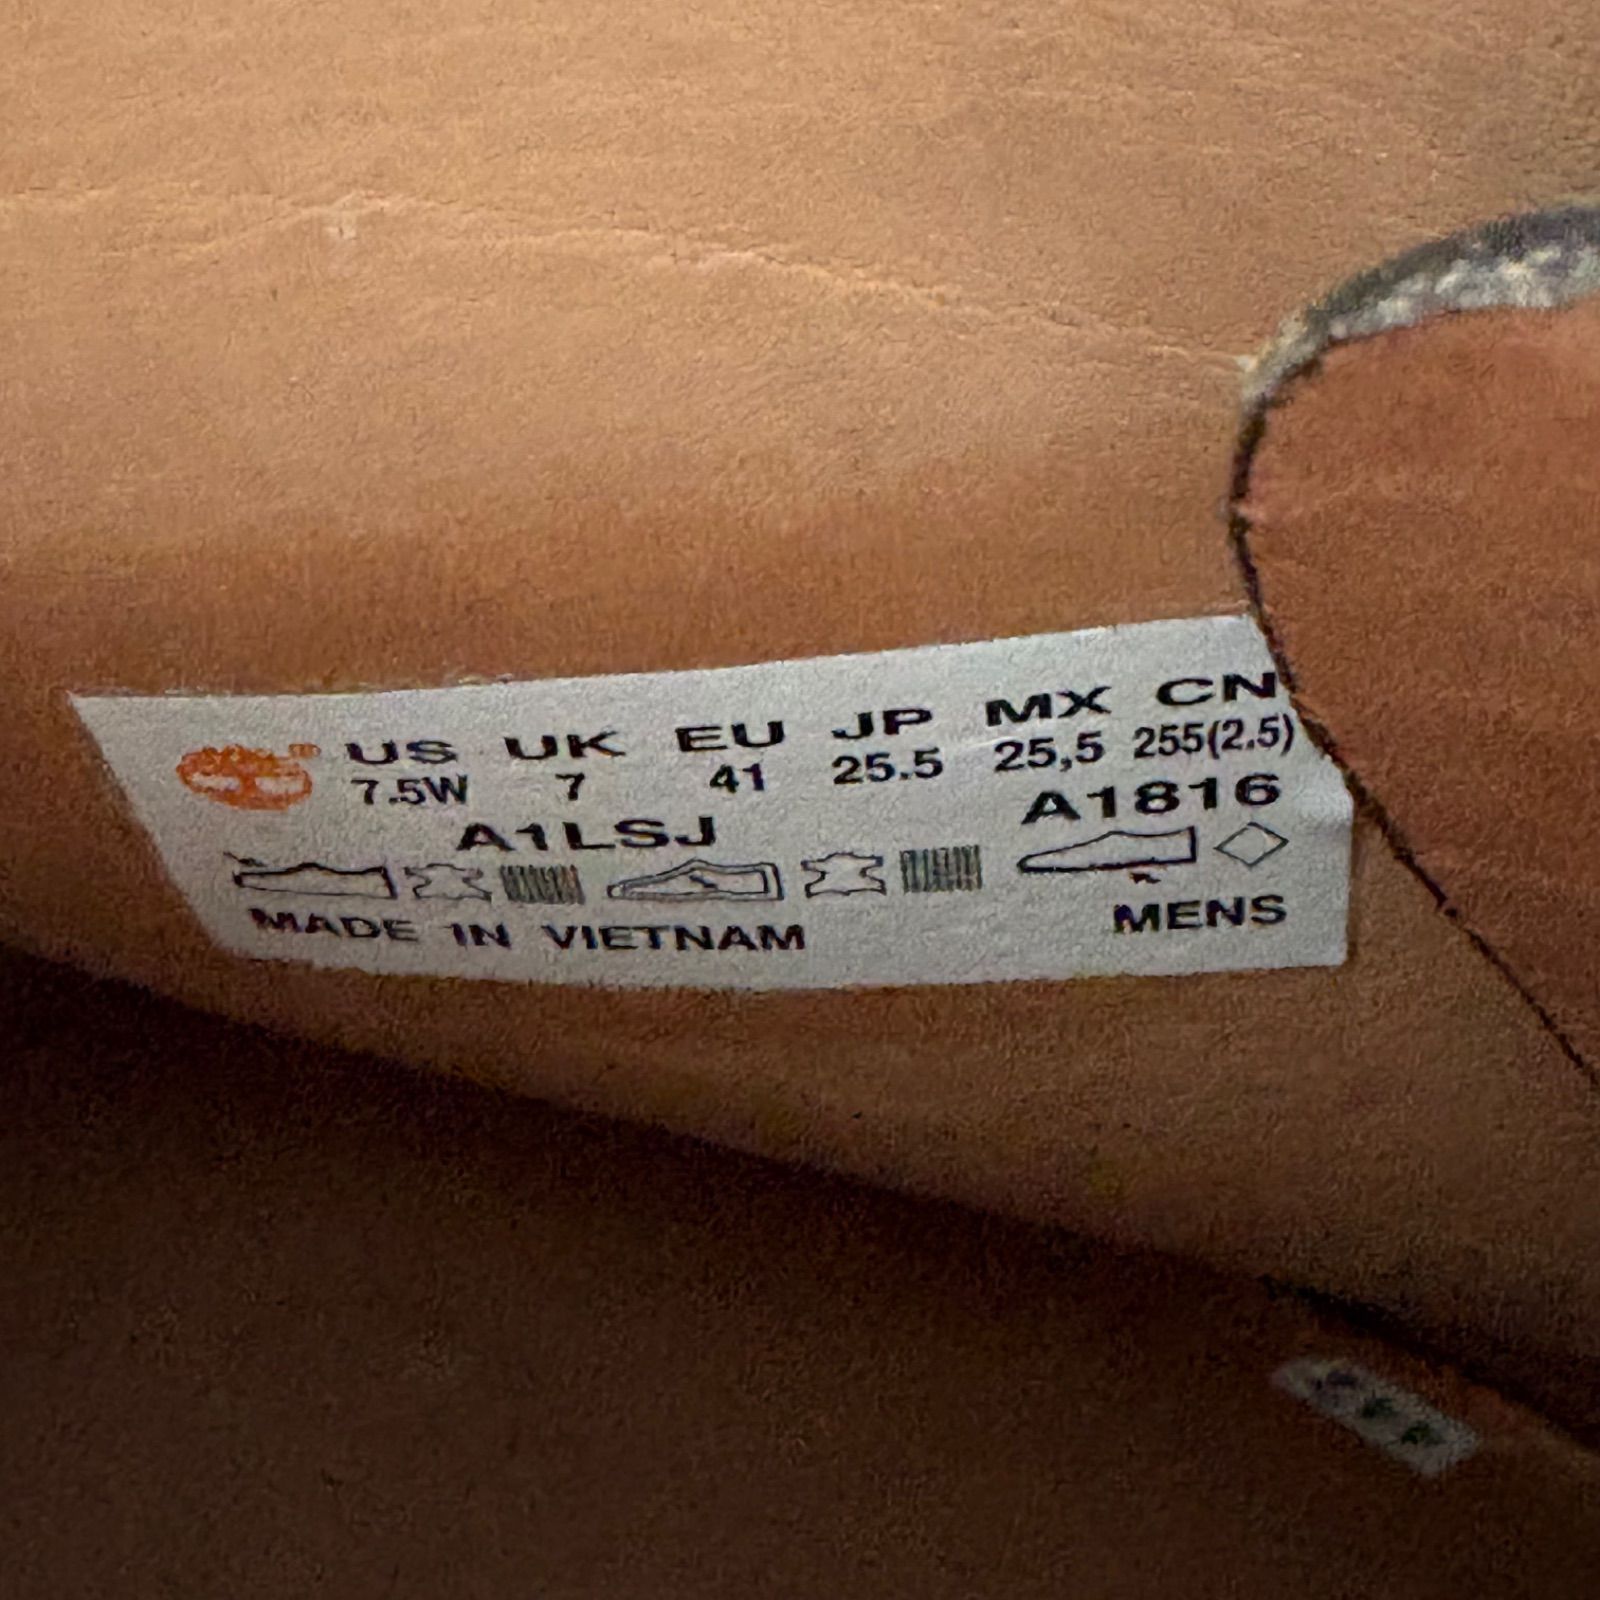 US UK EU JP MX CN
7.5W 7 41 25.5 25,5 255(2.5)
A1LSJ A1816
MADE IN VIETNAM MENS